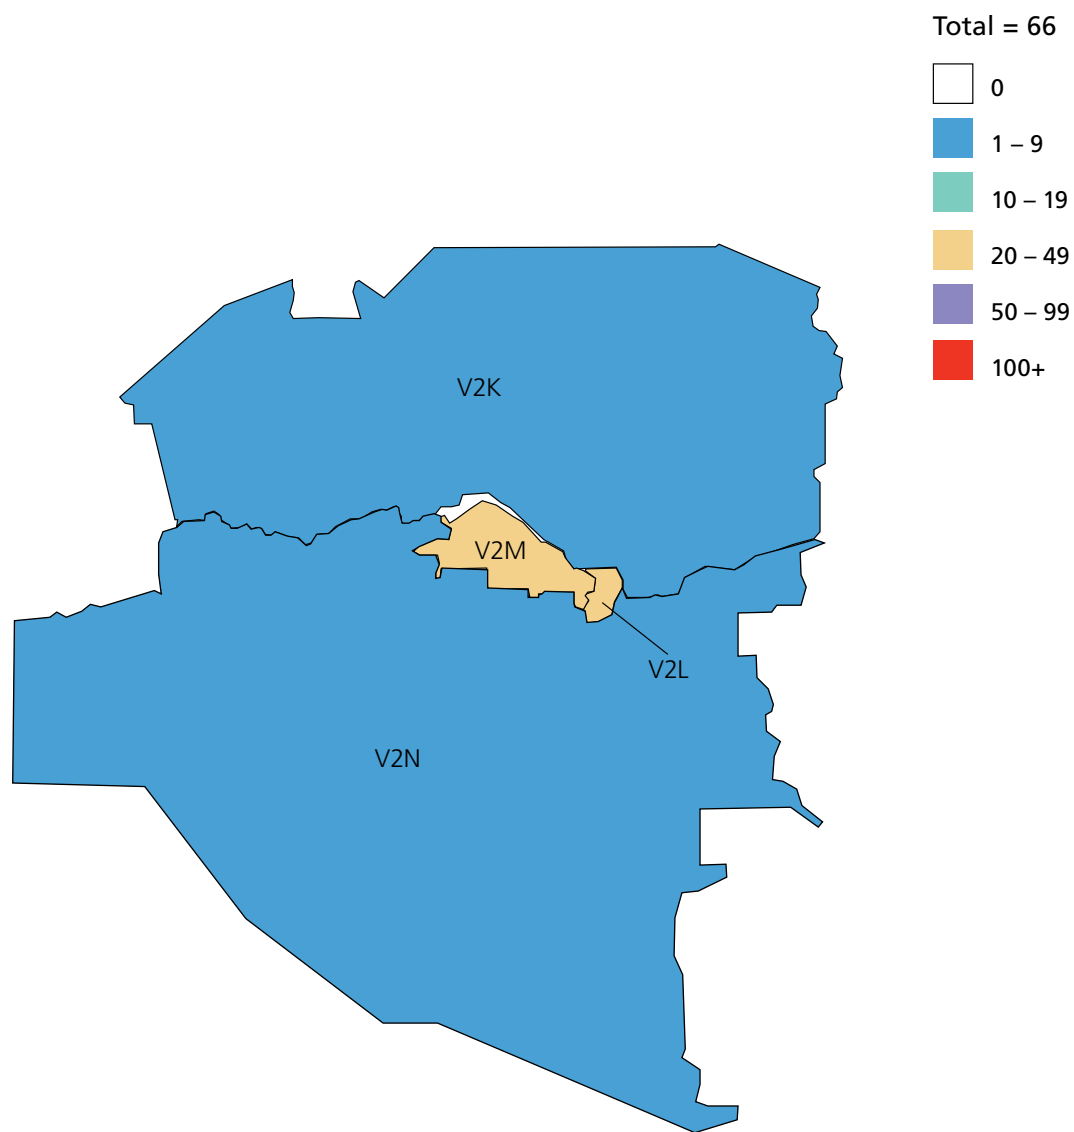 Total = 66
0
1 – 9
10 – 19
20 – 49
50 – 99
100+
V2K
V2M
V2L
V2N